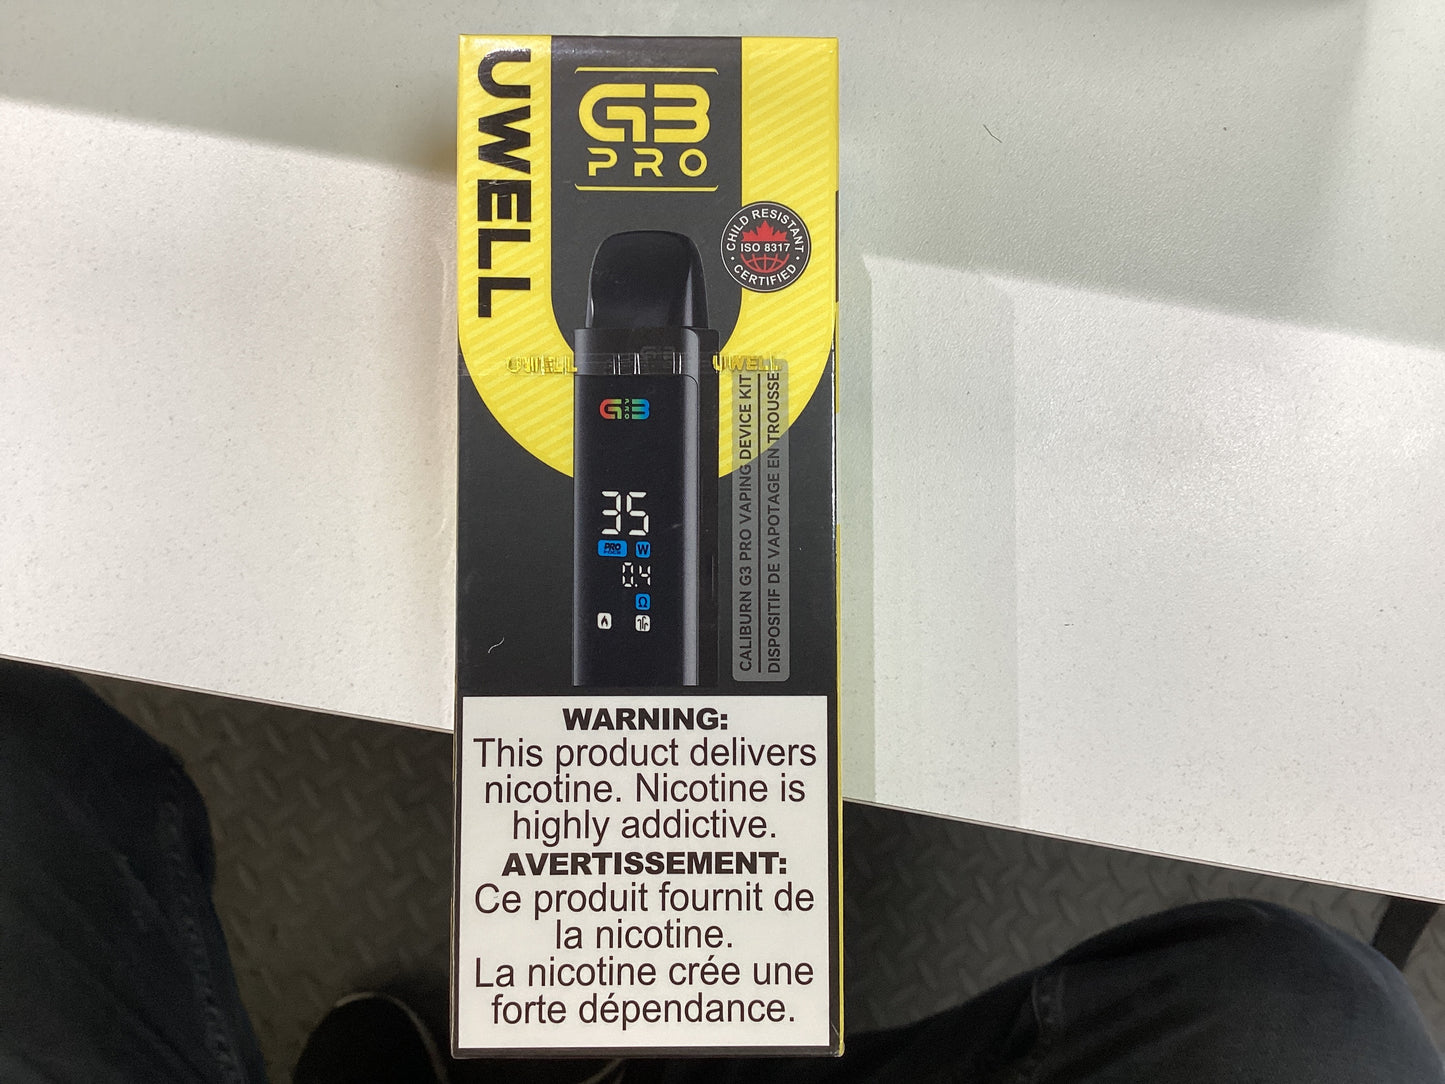 UWELL
G3
PRO
CHILD RESISTANT
ISO 8317
CERTIFIED
UWELL UWELL
G3
PRO
35
PRO W
0.4
Ω
CALIBURN G3 PRO VAPING DEVICE KIT
DISPOSITIF DE VAPOTAGE EN TROUSSE
WARNING:
This product delivers
nicotine. Nicotine is
highly addictive.
AVERTISSEMENT:
Ce produit fournit de
la nicotine.
La nicotine crée une
forte dépendance.